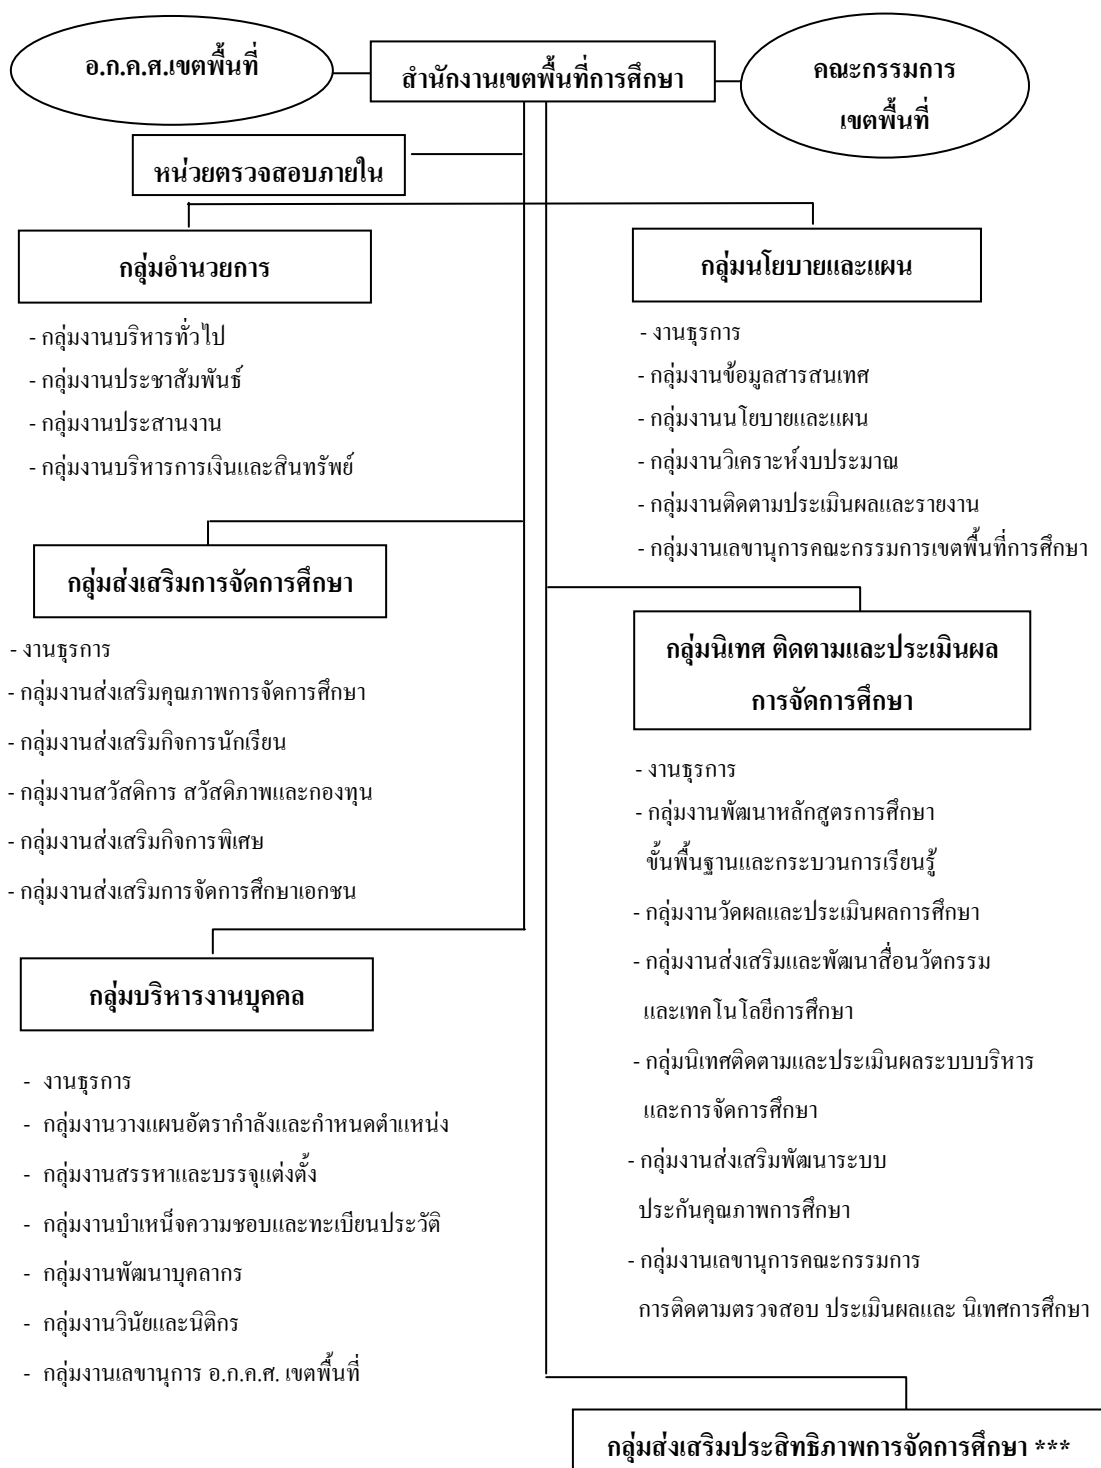 อ.ก.ค.ศ.เขตพื้นที่
สำนักงานเขตพื้นที่การศึกษา
คณะกรรมการ
เขตพื้นที่
หน่วยตรวจสอบภายใน
กลุ่มอำนวยการ
- กลุ่มงานบริหารทั่วไป
- กลุ่มงานประชาสัมพันธ์
- กลุ่มงานประสานงาน
- กลุ่มงานบริหารการเงินและสินทรัพย์
กลุ่มนโยบายและแผน
- งานธุรการ
- กลุ่มงานข้อมูลสารสนเทศ
- กลุ่มงานนโยบายและแผน
- กลุ่มงานวิเคราะห์งบประมาณ
- กลุ่มงานติดตามประเมินผลและรายงาน
- กลุ่มงานเลขานุการคณะกรรมการเขตพื้นที่การศึกษา
กลุ่มส่งเสริมการจัดการศึกษา
- งานธุรการ
- กลุ่มงานส่งเสริมคุณภาพการจัดการศึกษา
- กลุ่มงานส่งเสริมกิจการนักเรียน
- กลุ่มงานสวัสดิการ สวัสดิภาพและกองทุน
- กลุ่มงานส่งเสริมกิจการพิเศษ
- กลุ่มงานส่งเสริมการจัดการศึกษาเอกชน
กลุ่มนิเทศ ติดตามและประเมินผล
การจัดการศึกษา
- งานธุรการ
- กลุ่มงานพัฒนาหลักสูตรการศึกษา
ขั้นพื้นฐานและกระบวนการเรียนรู้
- กลุ่มงานวัดผลและประเมินผลการศึกษา
- กลุ่มงานส่งเสริมและพัฒนาสื่อนวัตกรรม
และเทคโนโลยีการศึกษา
- กลุ่มนิเทศติดตามและประเมินผลระบบบริหาร
และการจัดการศึกษา
- กลุ่มงานส่งเสริมพัฒนาระบบ
ประกันคุณภาพการศึกษา
- กลุ่มงานเลขานุการคณะกรรมการ
การติดตามตรวจสอบ ประเมินผลและ นิเทศการศึกษา
กลุ่มบริหารงานบุคคล
- งานธุรการ
- กลุ่มงานวางแผนอัตรากำลังและกำหนดตำแหน่ง
- กลุ่มงานสรรหาและบรรจุแต่งตั้ง
- กลุ่มงานบำเหน็จความชอบและทะเบียนประวัติ
- กลุ่มงานพัฒนาบุคลากร
- กลุ่มงานวินัยและนิติกร
- กลุ่มงานเลขานุการ อ.ก.ค.ศ. เขตพื้นที่
กลุ่มส่งเสริมประสิทธิภาพการจัดการศึกษา ***